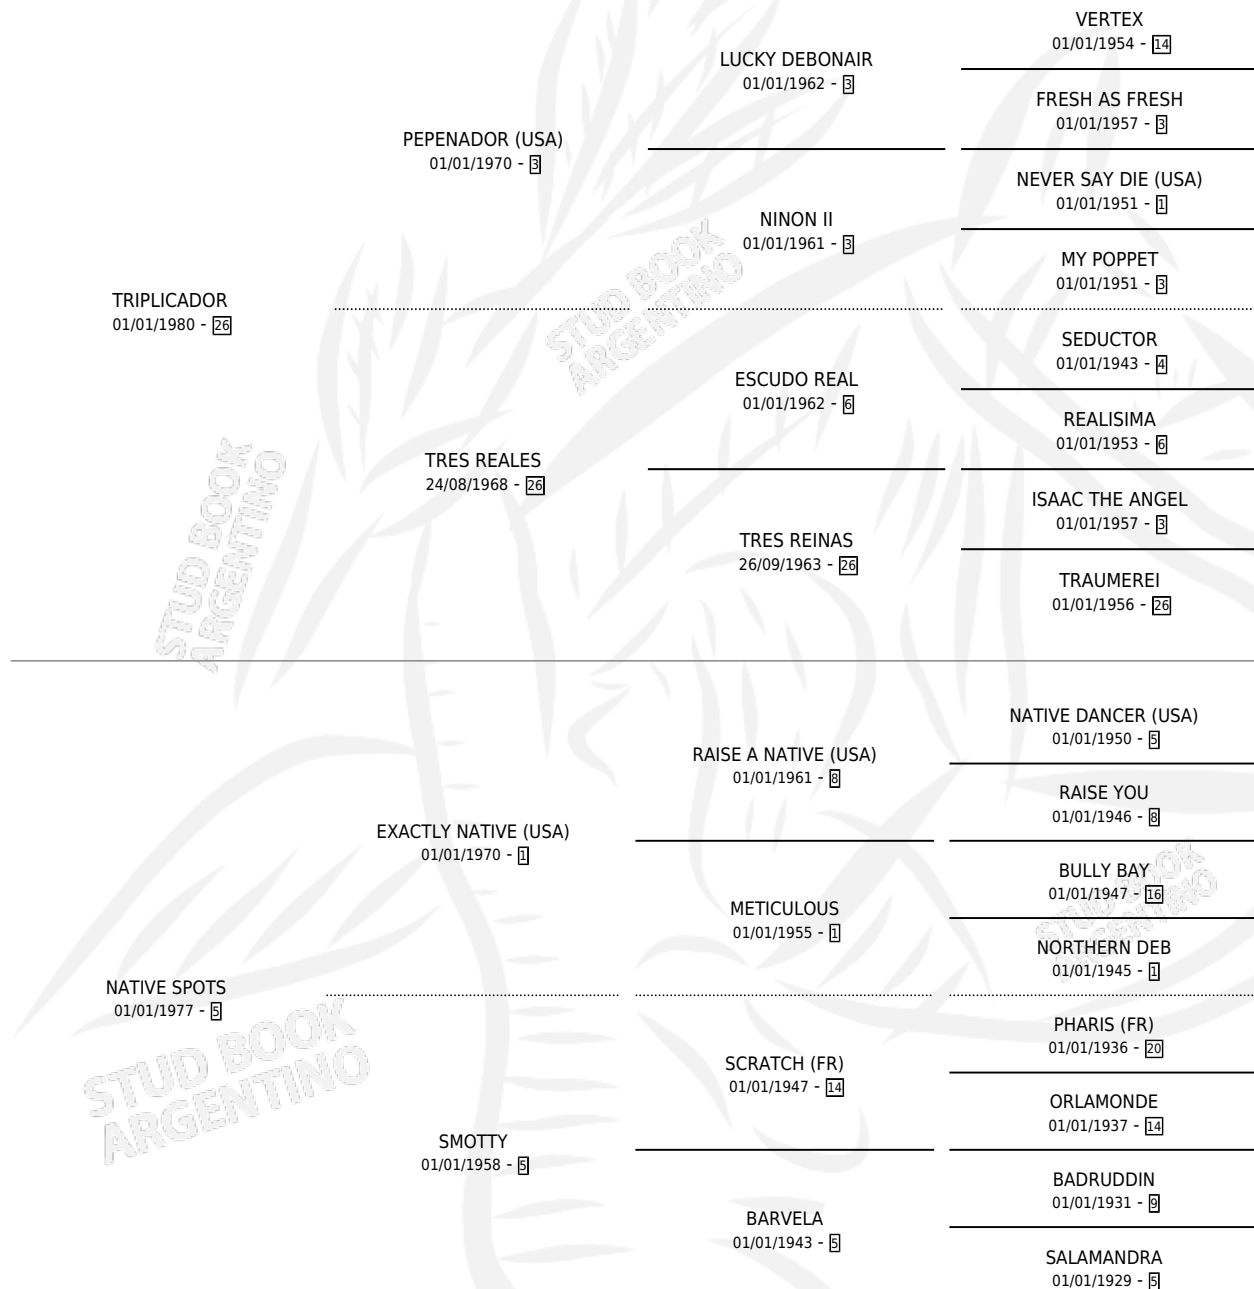 VERTEX
01/01/1954 - 14
LUCKY DEBONAIR
01/01/1962 - 3
FRESH AS FRESH
01/01/1957 - 3
PEPENADOR (USA)
01/01/1970 - 3
NEVER SAY DIE (USA)
01/01/1951 - 1
NINON II
01/01/1961 - 3
MY POPPET
01/01/1951 - 3
TRIPLICADOR
01/01/1980 - 26
SEDUCTOR
01/01/1943 - 4
ESCUDO REAL
01/01/1962 - 6
REALISIMA
01/01/1953 - 6
TRES REALES
24/08/1968 - 26
ISAAC THE ANGEL
01/01/1957 - 3
TRES REINAS
26/09/1963 - 26
TRAUMEREI
01/01/1956 - 26
NATIVE DANCER (USA)
01/01/1950 - 5
RAISE A NATIVE (USA)
01/01/1961 - 8
RAISE YOU
01/01/1946 - 8
EXACTLY NATIVE (USA)
01/01/1970 - 1
BULLY BAY
01/01/1947 - 16
METICULOUS
01/01/1955 - 1
NORTHERN DEB
01/01/1945 - 1
NATIVE SPOTS
01/01/1977 - 5
PHARIS (FR)
01/01/1936 - 20
SCRATCH (FR)
01/01/1947 - 14
ORLAMONDE
01/01/1937 - 14
SMOTTY
01/01/1958 - 5
BADRUDDIN
01/01/1931 - 9
BARVELA
01/01/1943 - 5
SALAMANDRA
01/01/1929 - 5
STUD BOOK
ARGENTINO
STUD BOOK
ARGENTINO
STUD BOOK
ARGENTINO
STUD BOOK
ARGENTINO